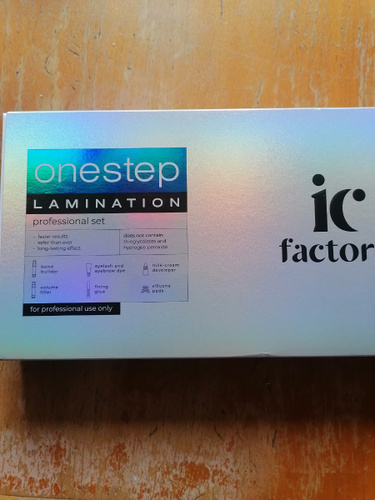 onestep
LAMINATION
professional set
– faster results
– safer than ever
– long-lasting effect
does not contain
thioglycolates and
hydrogen peroxide
bond
builder
eyelash and
eyebrow dye
milk-cream
developer
volume
filler
fixing
glue
silicone
pads
for professional use only
ic
factor